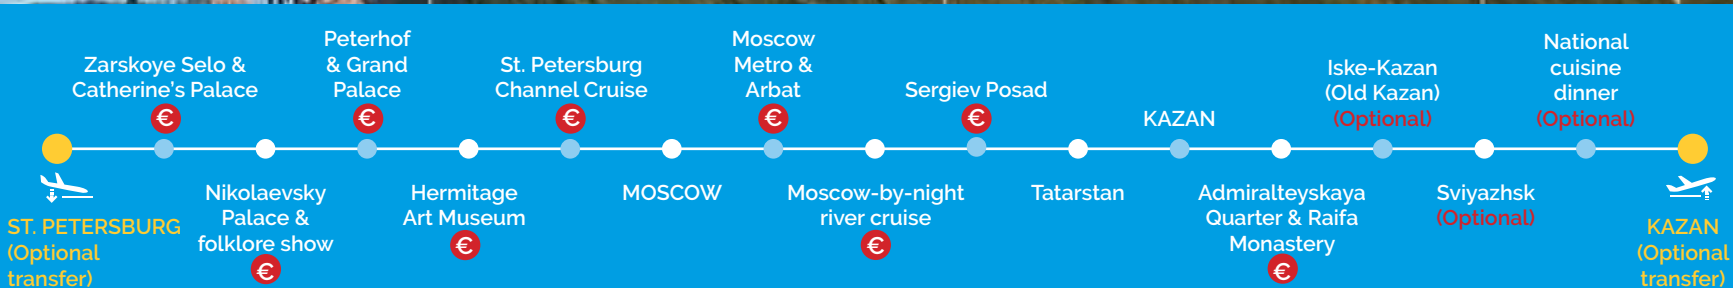 ST. PETERSBURG
(Optional
transfer)
Zarskoye Selo &
Catherine's Palace
€
Nikolaevsky
Palace &
folklore show
€
Peterhof
& Grand
Palace
€
Hermitage
Art Museum
€
St. Petersburg
Channel Cruise
€
MOSCOW
Moscow
Metro &
Arbat
€
Moscow-by-night
river cruise
€
Sergiev Posad
€
Tatarstan
KAZAN
Admiralteyskaya
Quarter & Raifa
Monastery
€
Iske-Kazan
(Old Kazan)
(Optional)
Sviyazhsk
(Optional)
National
cuisine
dinner
(Optional)
KAZAN
(Optional
transfer)